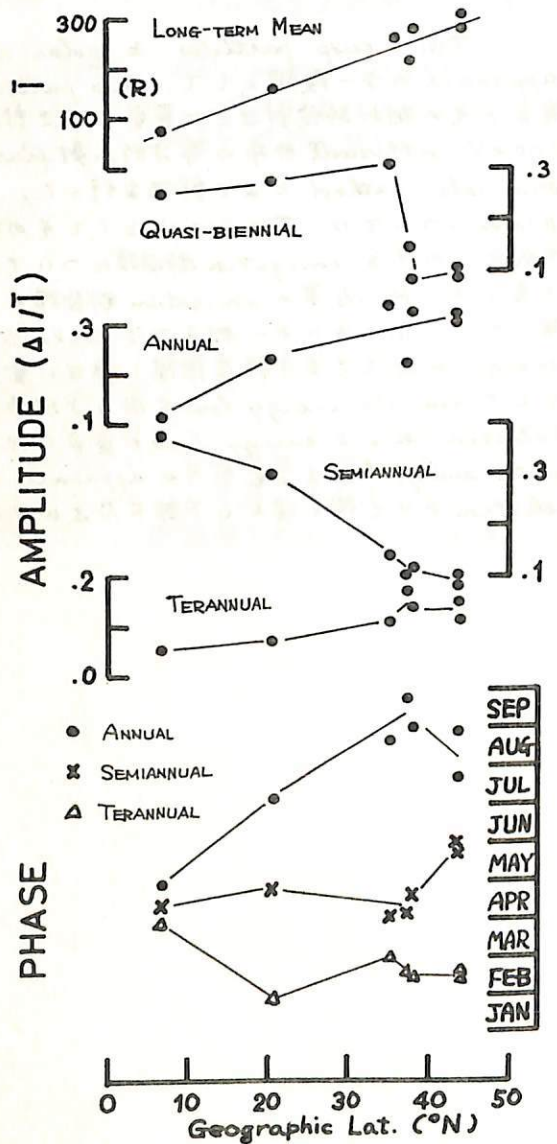 300
LONG-TERM MEAN
Ī
(R)
100
.3
QUASI-BIENNIAL
.1
.3
ANNUAL
.1
SEMIANNUAL
.3
.1
.2
TERANNUAL
.0
AMPLITUDE (ΔI/Ī)
SEP
● ANNUAL
AUG
× SEMIANNUAL
JUL
△ TERANNUAL
JUN
MAY
APR
MAR
FEB
JAN
PHASE
0 10 20 30 40 50
Geographic Lat. (°N)